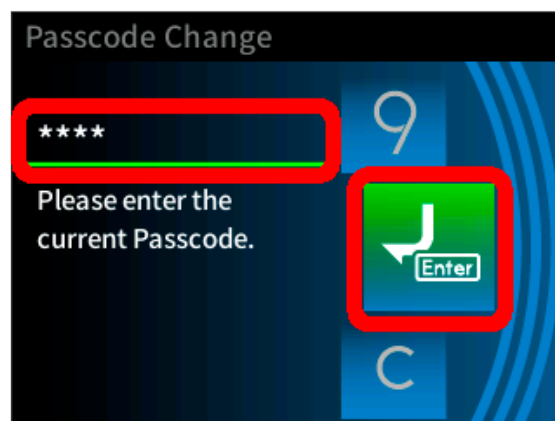 Passcode Change
9
****
Please enter the
current Passcode.
Enter
C